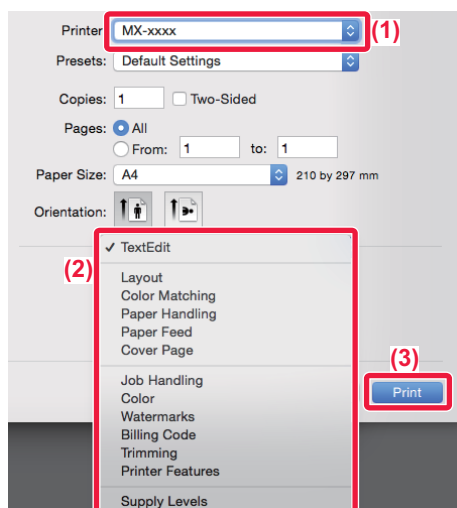 Printer: MX-xxxx (1)
Presets: Default Settings
Copies: 1 Two-Sided
Pages: All
From: 1 to: 1
Paper Size: A4 210 by 297 mm
Orientation:
✓ TextEdit
(2)
Layout
Color Matching
Paper Handling
Paper Feed
Cover Page
(3)
Job Handling
Print
Color
Watermarks
Billing Code
Trimming
Printer Features
Supply Levels